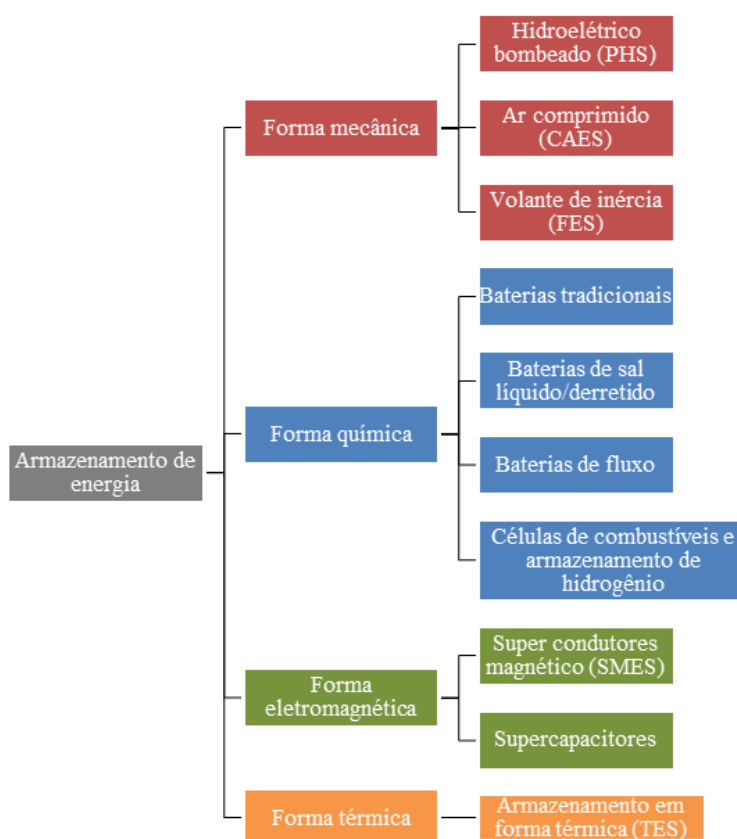 Armazenamento de
energia
Forma mecânica
Hidroelétrico
bombeado (PHS)
Ar comprimido
(CAES)
Volante de inércia
(FES)
Forma química
Baterias tradicionais
Baterias de sal
líquido/derretido
Baterias de fluxo
Células de combustíveis e
armazenamento de
hidrogênio
Forma
eletromagnética
Super condutores
magnético (SMES)
Supercapacitores
Forma térmica
Armazenamento em
forma térmica (TES)